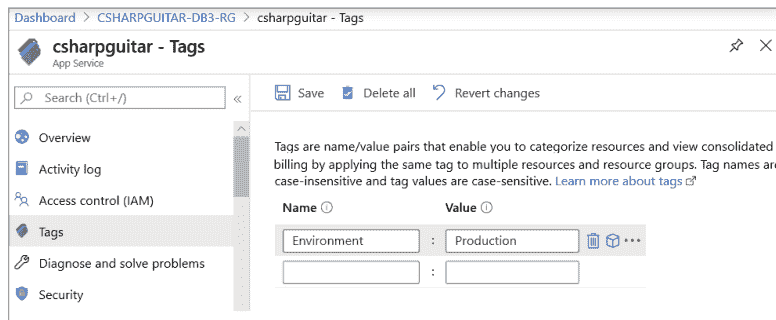 Dashboard > CSHARPGUITAR-DB3-RG > csharpguitar - Tags
csharpguitar - Tags
App Service
Search (Ctrl+/)
«
Overview
Activity log
Access control (IAM)
Tags
Diagnose and solve problems
Security
Save Delete all Revert changes
Tags are name/value pairs that enable you to categorize resources and view consolidated
billing by applying the same tag to multiple resources and resource groups. Tag names are
case-insensitive and tag values are case-sensitive. Learn more about tags
Name Value
Environment : Production
: